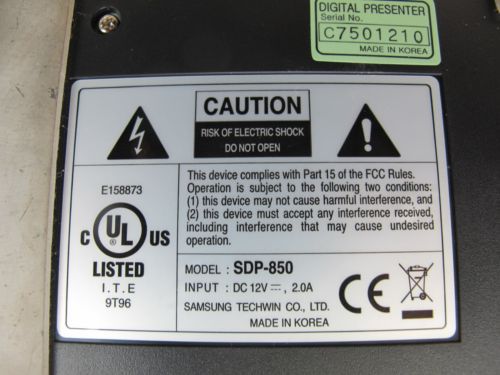 DIGITAL PRESENTER
Serial No.
C7501210
MADE IN KOREA
CAUTION
RISK OF ELECTRIC SHOCK
DO NOT OPEN
E158873
C UL US
LISTED
I.T.E
9T96
This device complies with Part 15 of the FCC Rules.
Operation is subject to the following two conditions:
(1) this device may not cause harmful interference, and
(2) this device must accept any interference received,
including interference that may cause undesired
operation.
MODEL : SDP-850
INPUT : DC 12V⎓, 2.0A
SAMSUNG TECHWIN CO., LTD.
MADE IN KOREA
CE